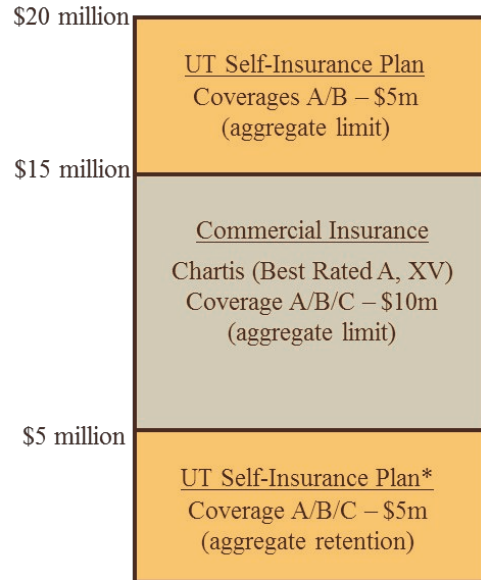 $20 million
UT Self-Insurance Plan
Coverages A/B – $5m
(aggregate limit)
$15 million
Commercial Insurance
Chartis (Best Rated A, XV)
Coverage A/B/C – $10m
(aggregate limit)
$5 million
UT Self-Insurance Plan*
Coverage A/B/C – $5m
(aggregate retention)